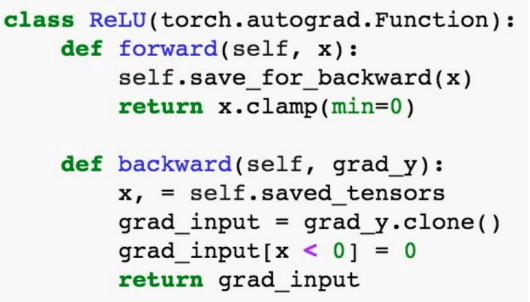 class ReLU(torch.autograd.Function):
    def forward(self, x):
        self.save_for_backward(x)
        return x.clamp(min=0)

    def backward(self, grad_y):
        x, = self.saved_tensors
        grad_input = grad_y.clone()
        grad_input[x < 0] = 0
        return grad_input